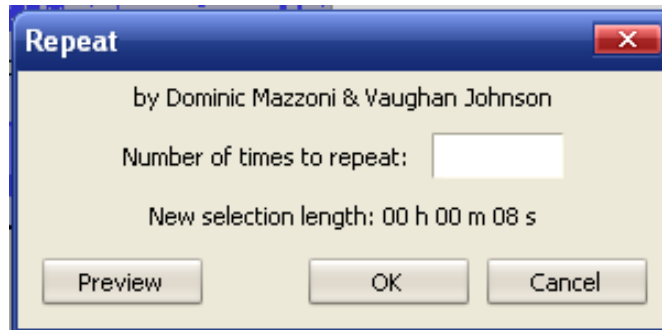 Repeat
by Dominic Mazzoni & Vaughan Johnson
Number of times to repeat:
New selection length: 00 h 00 m 08 s
Preview OK Cancel